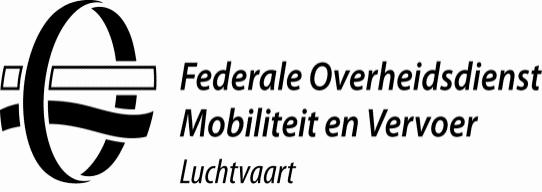 Federale Overheidsdienst
Mobiliteit en Vervoer
Luchtvaart